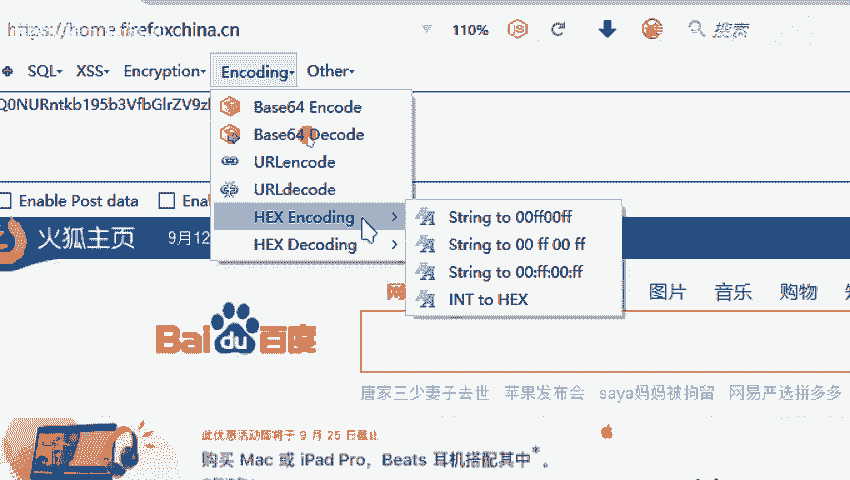 https://home.firefoxchina.cn
110%
搜索
SQL
XSS
Encryption
Encoding
Other
Base64 Encode
Base64 Decode
URLencode
URLdecode
HEX Encoding
HEX Decoding
String to 00ff00ff
String to 00 ff 00 ff
String to 00:ff:00:ff
INT to HEX
Enable Post data
Ena
火狐主页
9月12
网
图片
音乐
购物
Bai du 百度
唐家三少妻子去世
苹果发布会
saya妈妈被拘留
网易严选拼多多
此优惠活动即将于 9 月 25 日截止
购买 Mac 或 iPad Pro，Beats 耳机搭配其中*。